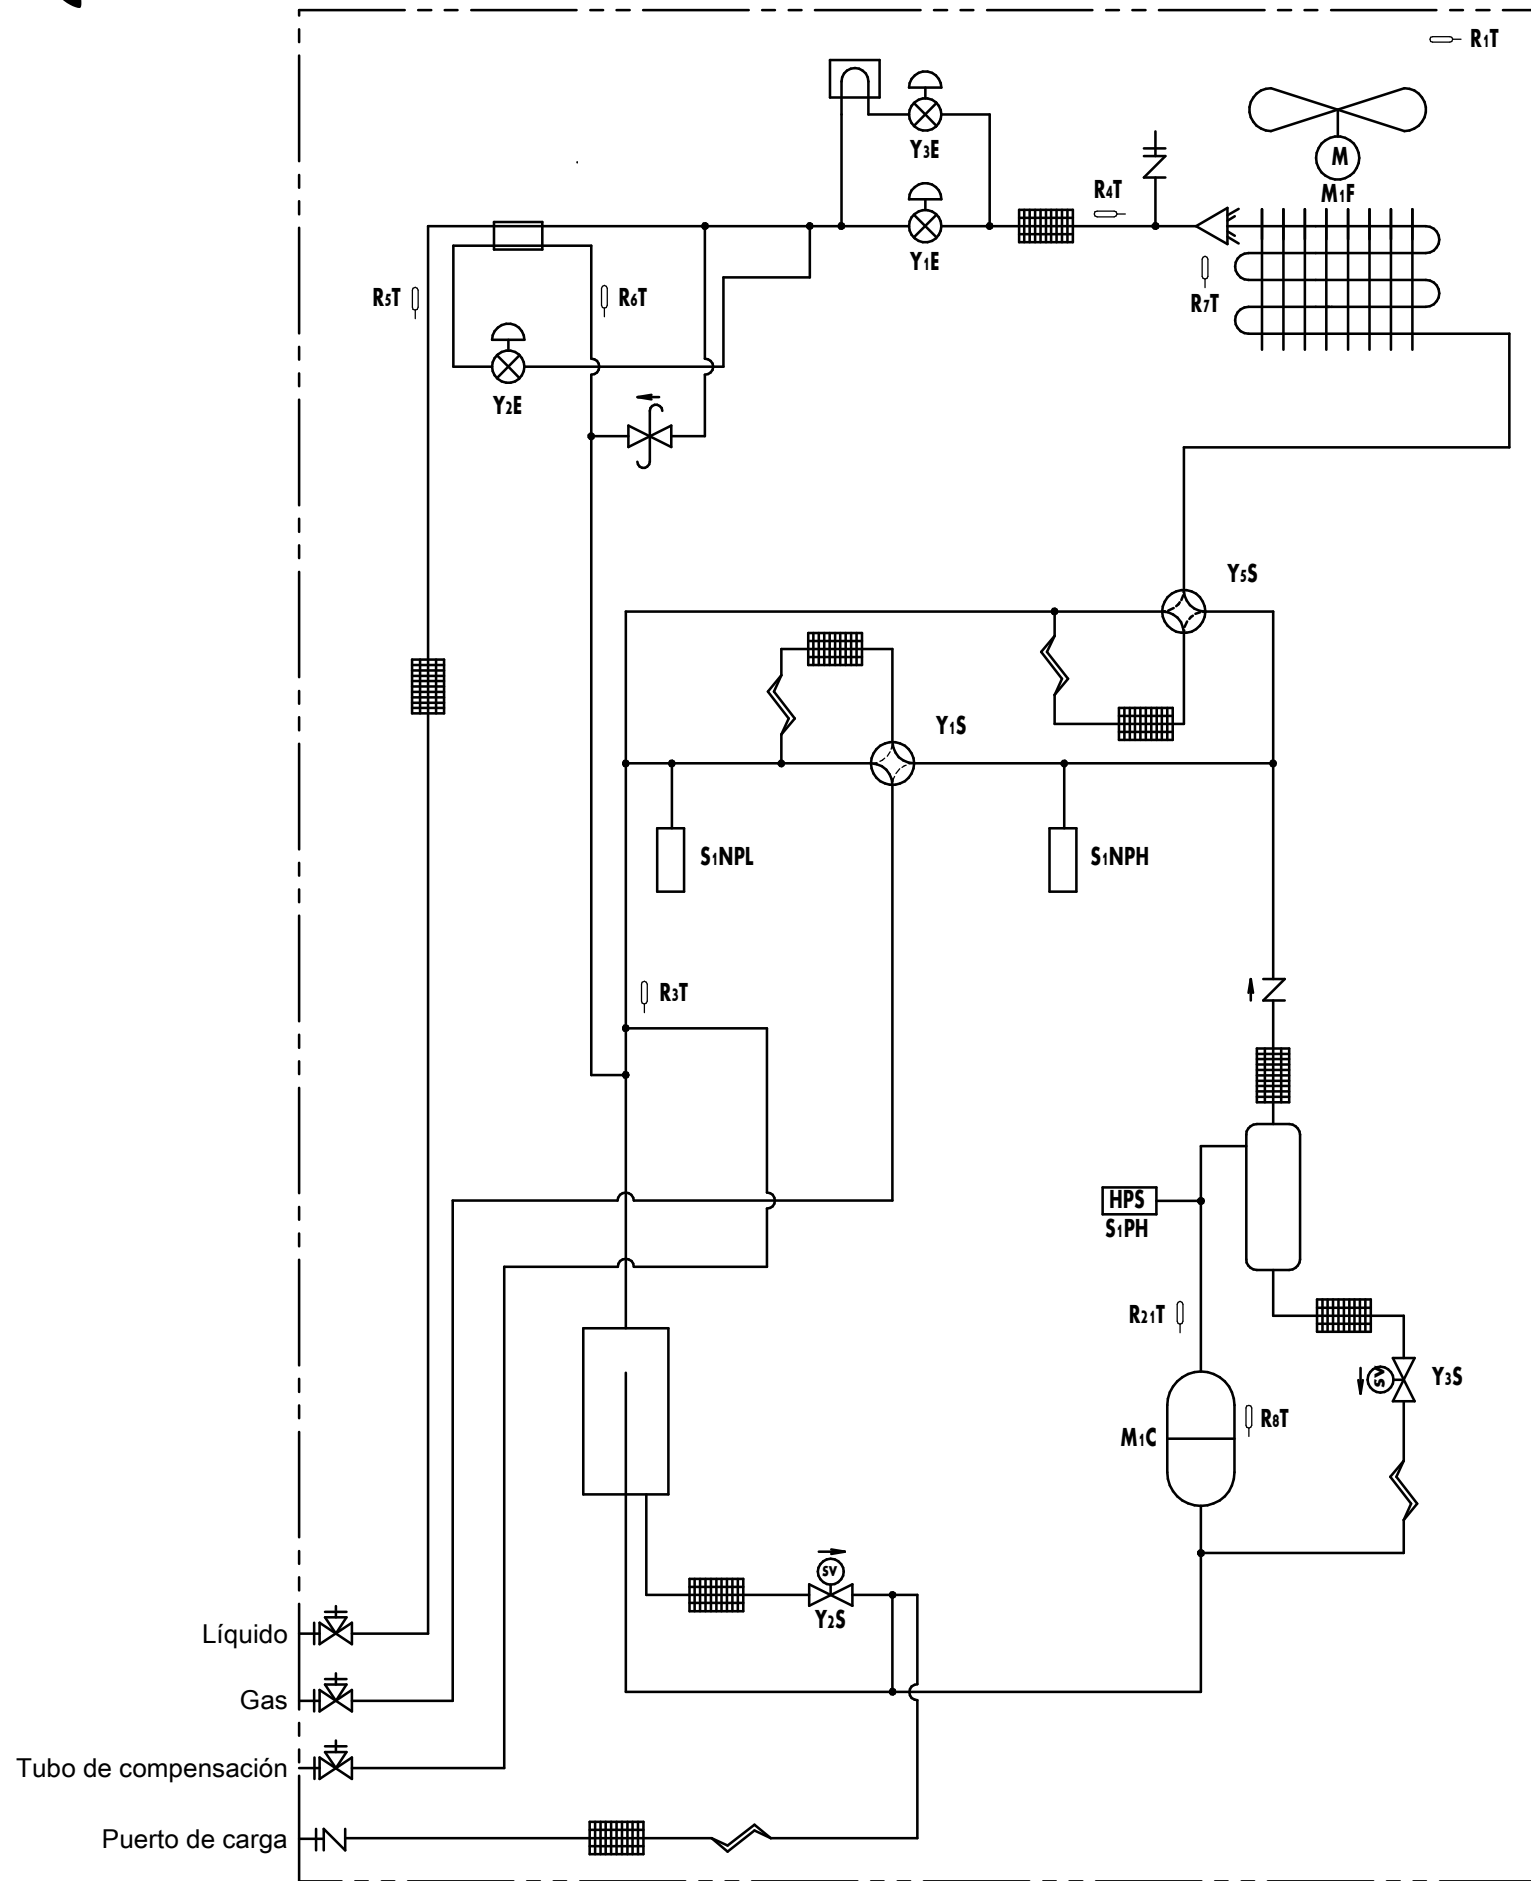 R1T
Y3E
M
M1F
R4T
Y1E
R5T
R6T
R7T
Y2E
Y5S
Y1S
S1NPL
S1NPH
R3T
HPS
S1PH
R21T
SV
Y3S
M1C
R8T
SV
Y2S
Líquido
Gas
Tubo de compensación
Puerto de carga